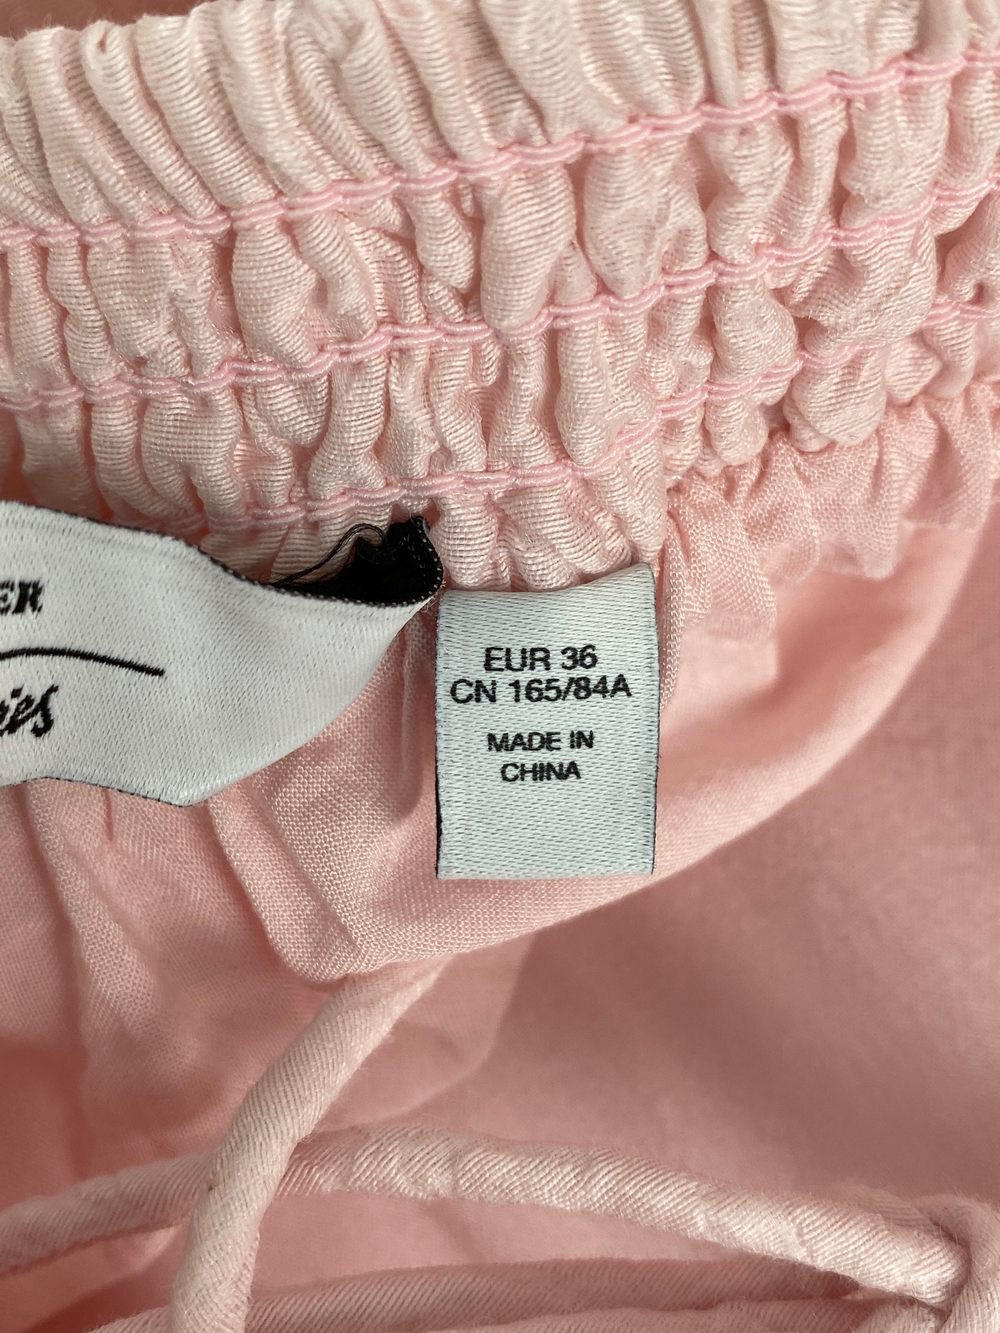 EUR 36
CN 165/84A
MADE IN
CHINA